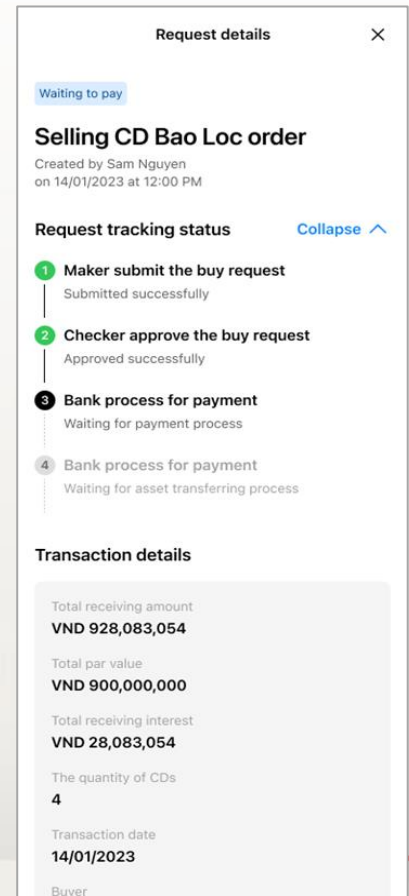 Request details
Waiting to pay
Selling CD Bao Loc order
Created by Sam Nguyen
on 14/01/2023 at 12:00 PM
Request tracking status
Collapse
1 Maker submit the buy request
Submitted successfully
2 Checker approve the buy request
Approved successfully
3 Bank process for payment
Waiting for payment process
4 Bank process for payment
Waiting for asset transferring process
Transaction details
Total receiving amount
VND 928,083,054
Total par value
VND 900,000,000
Total receiving interest
VND 28,083,054
The quantity of CDs
4
Transaction date
14/01/2023
Buyer